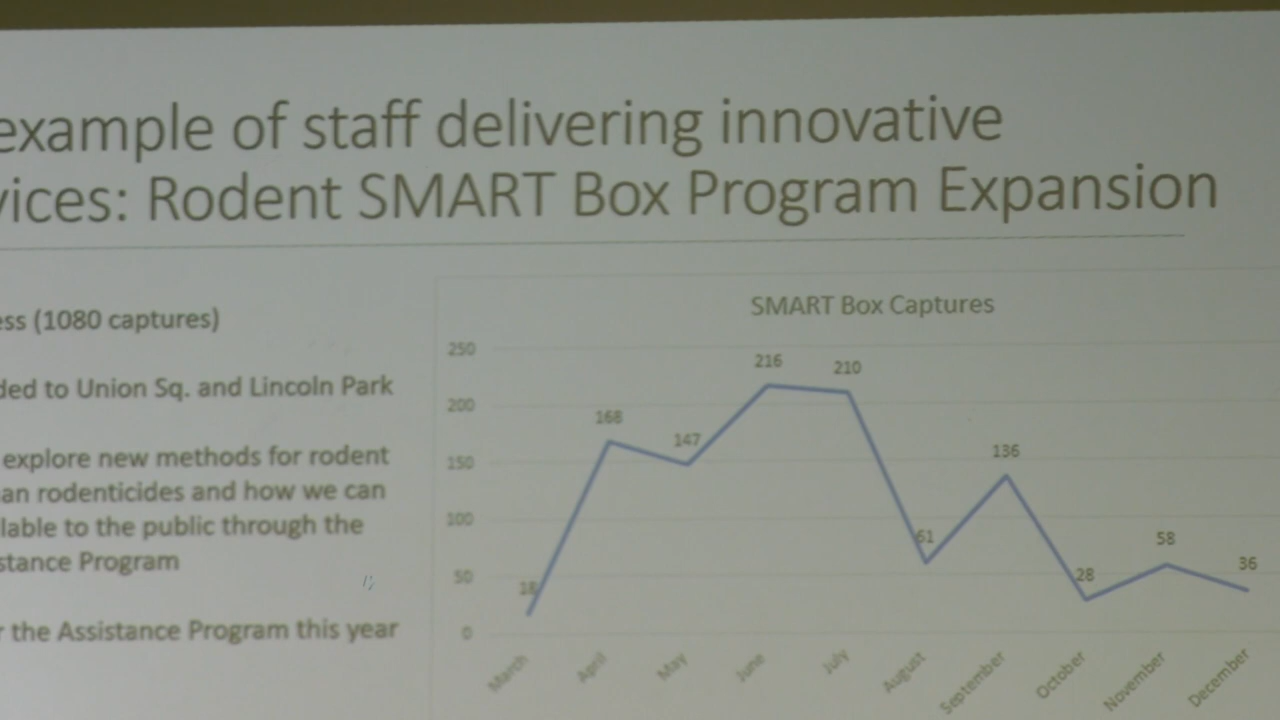 example of staff delivering innovative
vices: Rodent SMART Box Program Expansion
ess (1080 captures)
ded to Union Sq. and Lincoln Park
explore new methods for rodent
an rodenticides and how we can
lable to the public through the
stance Program
r the Assistance Program this year
SMART Box Captures
250
200
150
100
50
0
168
147
216
210
61
136
28
58
36
March
April
May
June
July
August
September
October
November
December